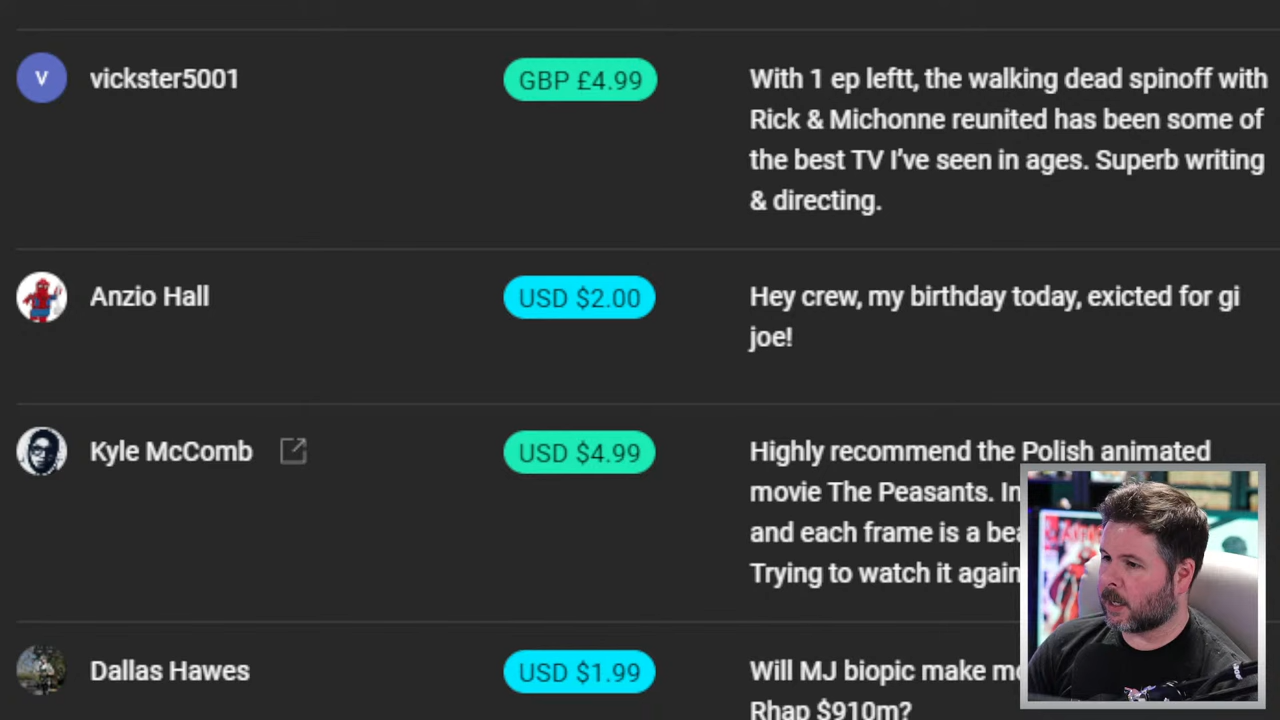 V
vickster5001
GBP £4.99
With 1 ep leftt, the walking dead spinoff with
Rick & Michonne reunited has been some of
the best TV I've seen in ages. Superb writing
& directing.
Anzio Hall
USD $2.00
Hey crew, my birthday today, exicted for gi
joe!
Kyle McComb
USD $4.99
Highly recommend the Polish animated
movie The Peasants.
and each frame is a
Trying to watch it again
Dallas Hawes
USD $1.99
Will MJ biopic make
Rhap $910m?